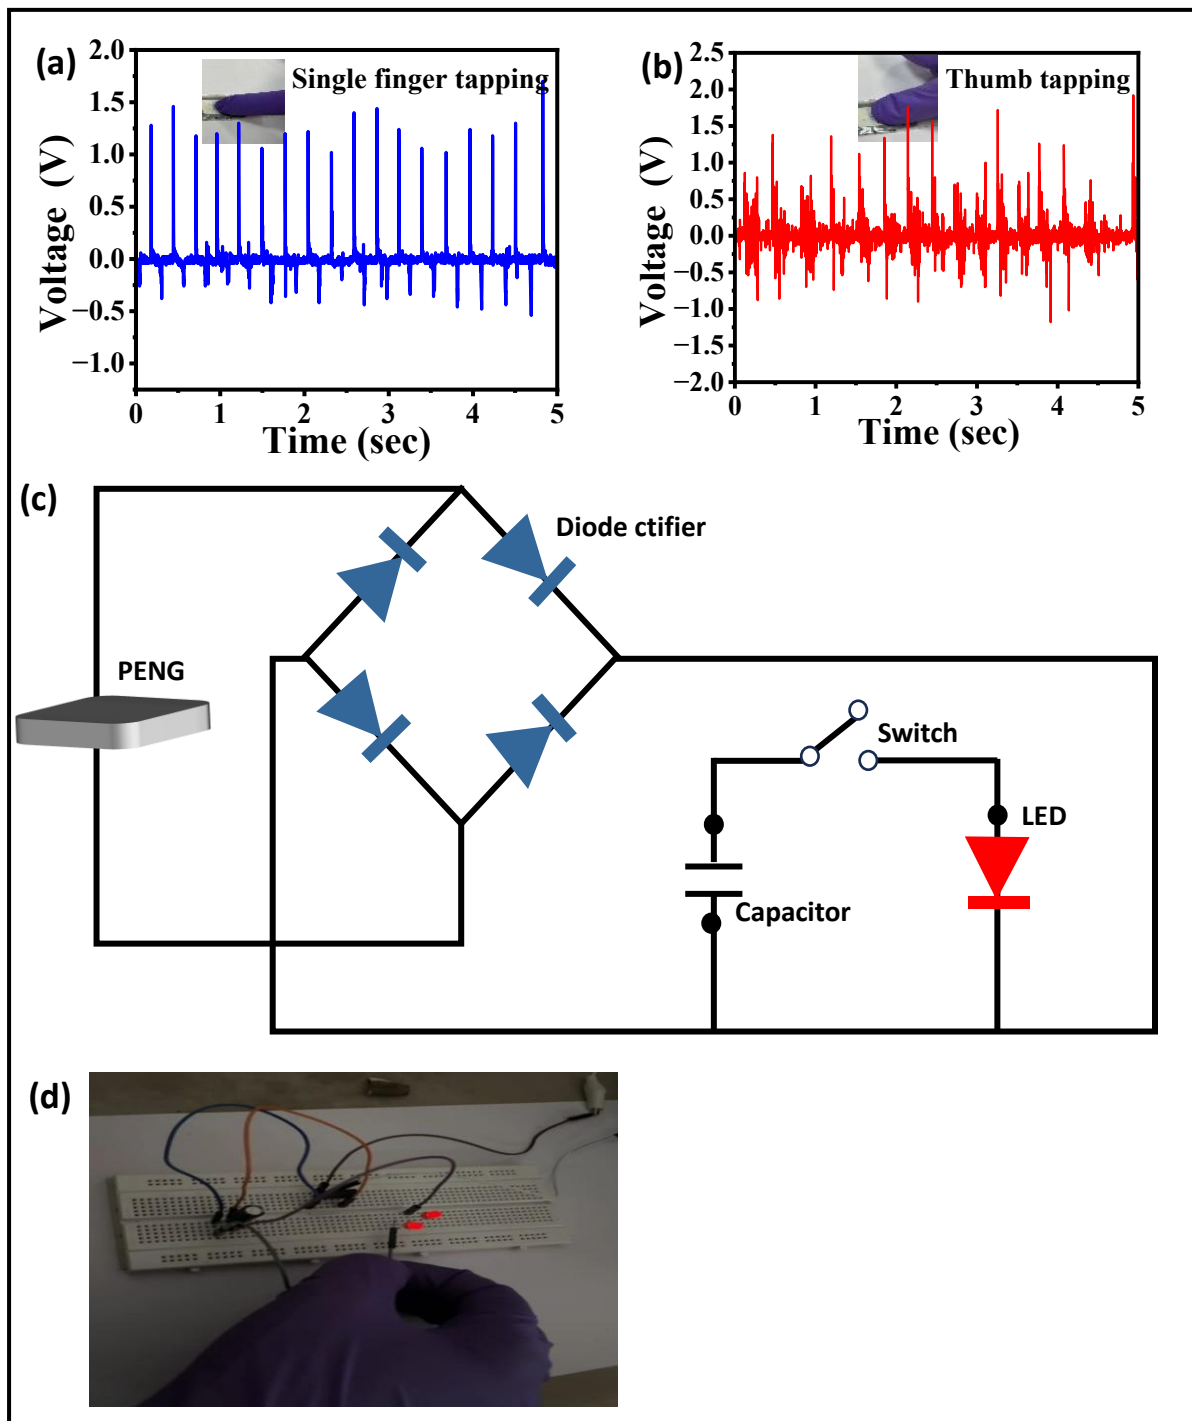 (a)
Single finger tapping
2.0
1.5
1.0
0.5
0.0
−0.5
−1.0
Voltage (V)
0 1 2 3 4 5
Time (sec)
(b)
Thumb tapping
2.5
2.0
1.5
1.0
0.5
0.0
−0.5
−1.0
−1.5
−2.0
Voltage (V)
0 1 2 3 4 5
Time (sec)
(c)
Diode ctifier
PENG
Switch
LED
Capacitor
(d)